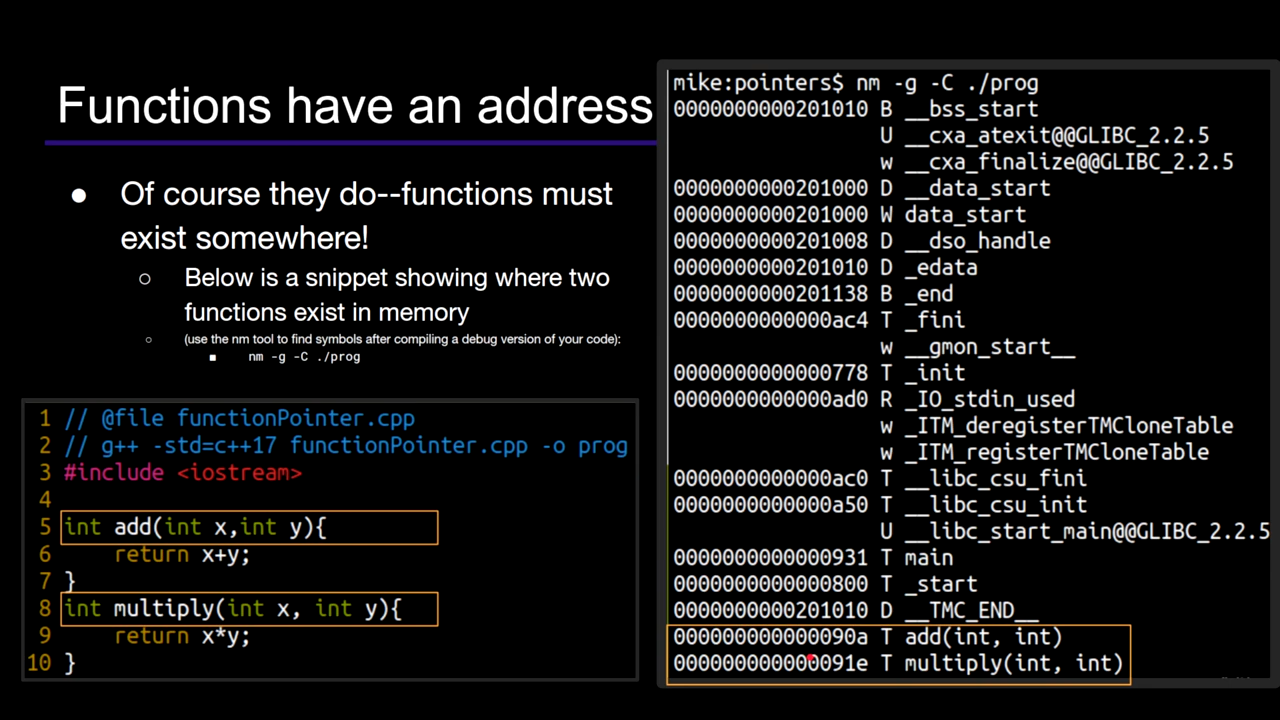 Functions have an address
● Of course they do--functions must
exist somewhere!
○ Below is a snippet showing where two
functions exist in memory
○ (use the nm tool to find symbols after compiling a debug version of your code):
■ nm -g -C ./prog
1 // @file functionPointer.cpp
2 // g++ -std=c++17 functionPointer.cpp -o prog
3 #include <iostream>
4
5 int add(int x,int y){
6 return x+y;
7 }
8 int multiply(int x, int y){
9 return x*y;
10 }
mike:pointers$ nm -g -C ./prog
0000000000201010 B __bss_start
U __cxa_atexit@@GLIBC_2.2.5
w __cxa_finalize@@GLIBC_2.2.5
0000000000201000 D __data_start
0000000000201000 W data_start
0000000000201008 D __dso_handle
0000000000201010 D _edata
0000000000201138 B _end
0000000000000ac4 T _fini
w __gmon_start__
0000000000000778 T _init
0000000000000ad0 R _IO_stdin_used
w _ITM_deregisterTMCloneTable
w _ITM_registerTMCloneTable
0000000000000ac0 T __libc_csu_fini
0000000000000a50 T __libc_csu_init
U __libc_start_main@@GLIBC_2.2.5
0000000000000931 T main
0000000000000800 T _start
0000000000201010 D __TMC_END__
000000000000090a T add(int, int)
000000000000091e T multiply(int, int)